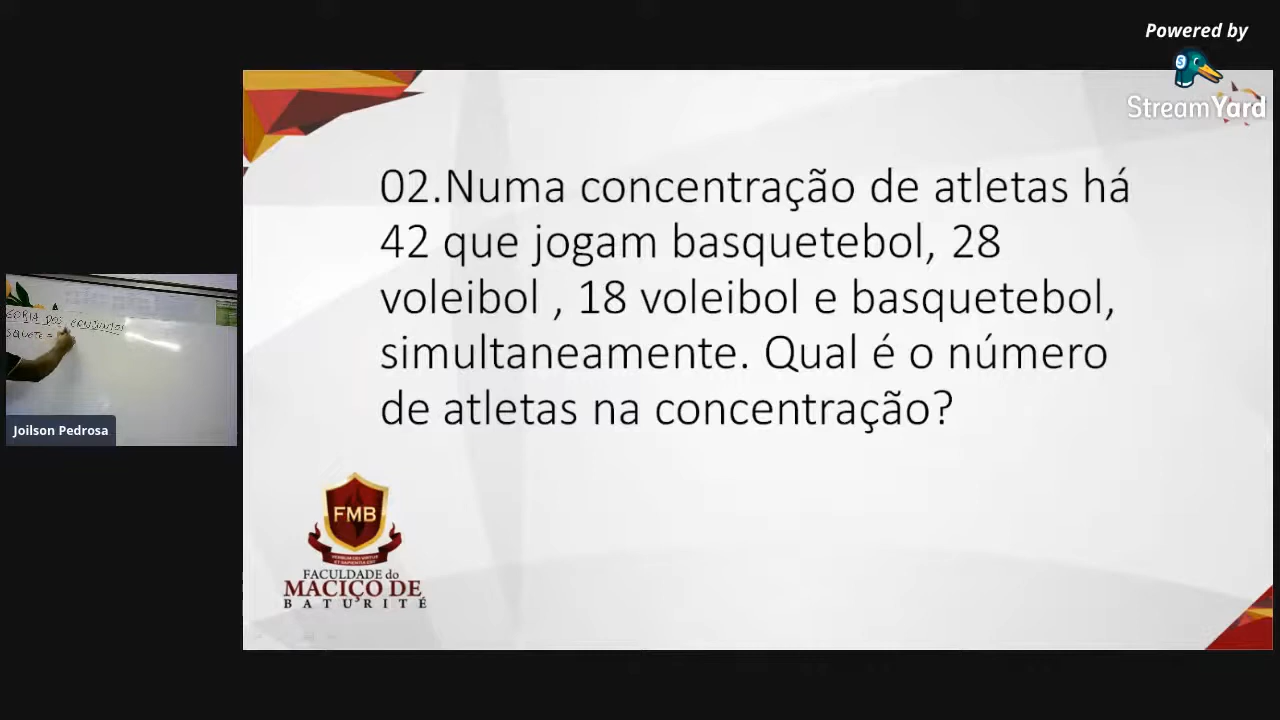 Powered by
StreamYard
02.Numa concentração de atletas há
42 que jogam basquetebol, 28
voleibol , 18 voleibol e basquetebol,
simultaneamente. Qual é o número
de atletas na concentração?
Joilson Pedrosa
FMB
FACULDADE do
MACIÇO DE
BATURITÉ